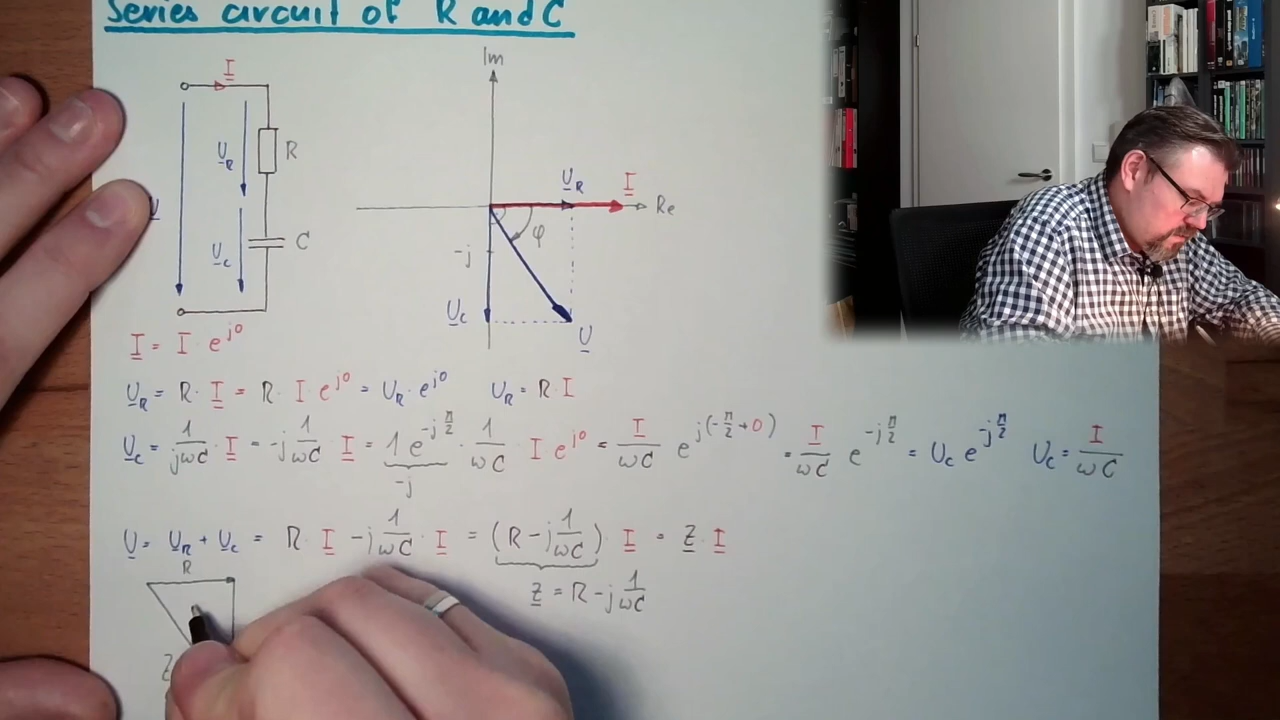 Series circuit of R and C
Im
I
U_R
R
U_R
I
Re
U
φ
U_C
C
-j
U_C
U
I = I · e^{j0}
U_R = R · I = R · I e^{j0} = U_R · e^{j0} U_R = R · I
U_C = 1/(jωC) · I = -j 1/(ωC) I = 1 e^{-j π/2} · 1/(ωC) · I e^{j0} = I/(ωC) e^{j(-π/2+0)} = I/(ωC) e^{-j π/2} = U_C e^{-j π/2} U_C = I/(ωC)
-j
U = U_R + U_C = R · I - j 1/(ωC) · I = (R - j 1/(ωC)) · I = Z · I
R
Z = R - j 1/(ωC)
Z